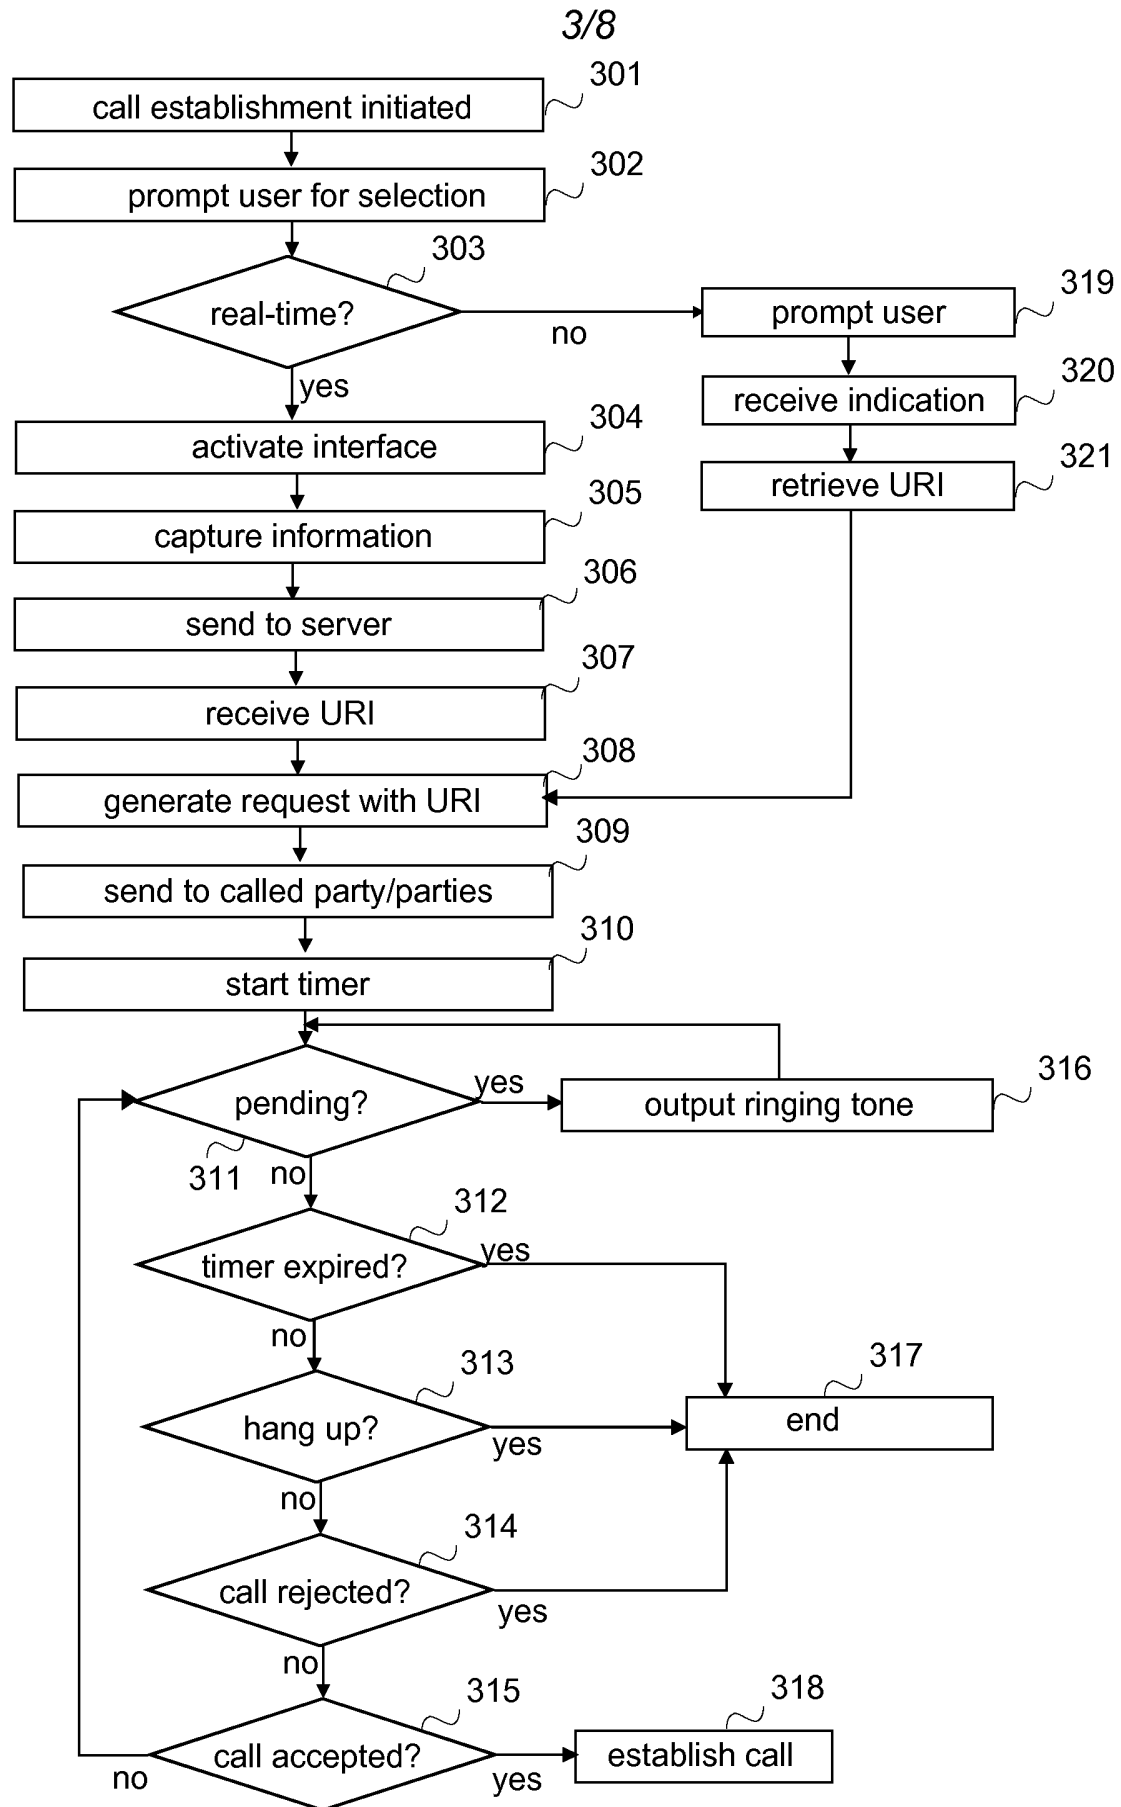 3/8
301
call establishment initiated
302
prompt user for selection
303
real-time?
no
yes
319
prompt user
320
receive indication
321
retrieve URI
304
activate interface
305
capture information
306
send to server
307
receive URI
308
generate request with URI
309
send to called party/parties
310
start timer
pending?
yes
311
no
316
output ringing tone
312
timer expired?
yes
no
313
hang up?
yes
no
317
end
314
call rejected?
yes
no
315
call accepted?
no
yes
318
establish call